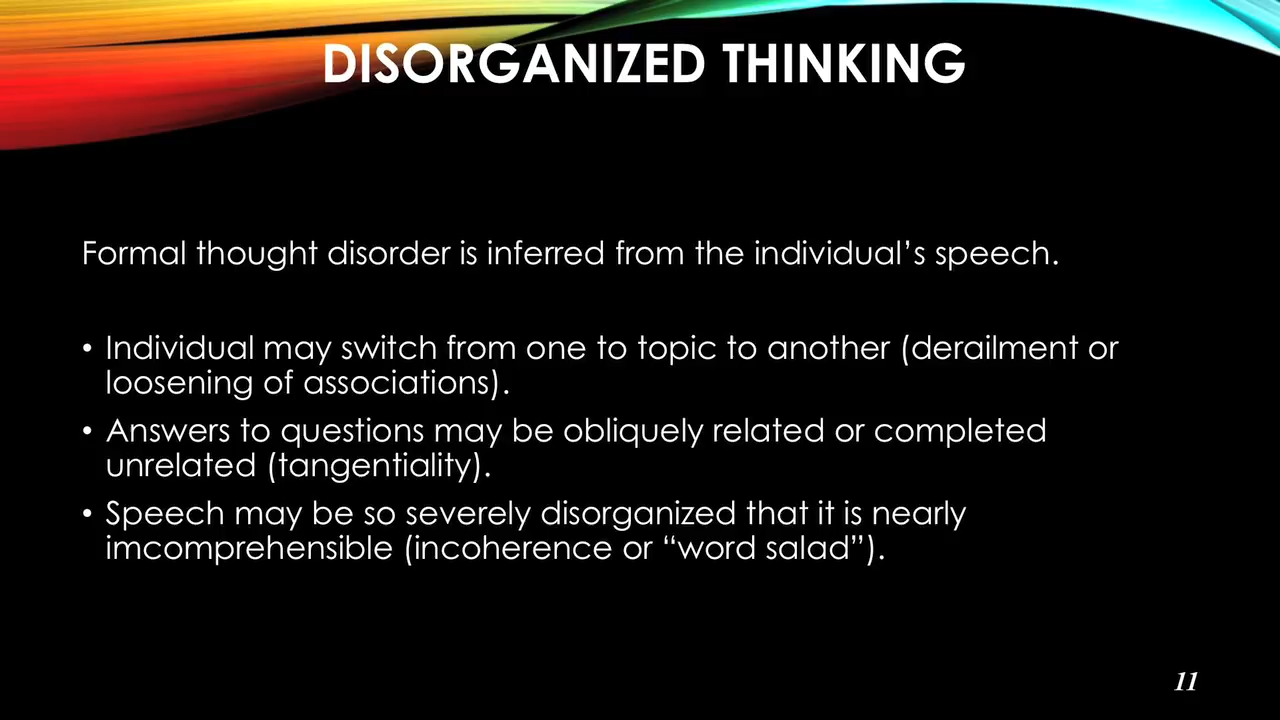 DISORGANIZED THINKING
Formal thought disorder is inferred from the individual’s speech.
• Individual may switch from one to topic to another (derailment or
loosening of associations).
• Answers to questions may be obliquely related or completed
unrelated (tangentiality).
• Speech may be so severely disorganized that it is nearly
imcomprehensible (incoherence or “word salad”).
11